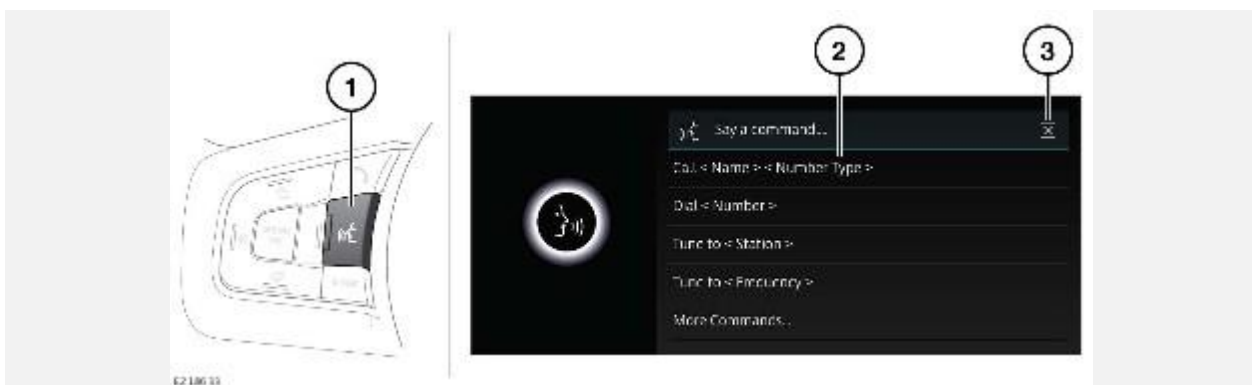 1
2
3
Say a command...
Call < Name > < Number Type >
Dial < Number >
Tune to < Station >
Tune to < Frequency >
More Commands...